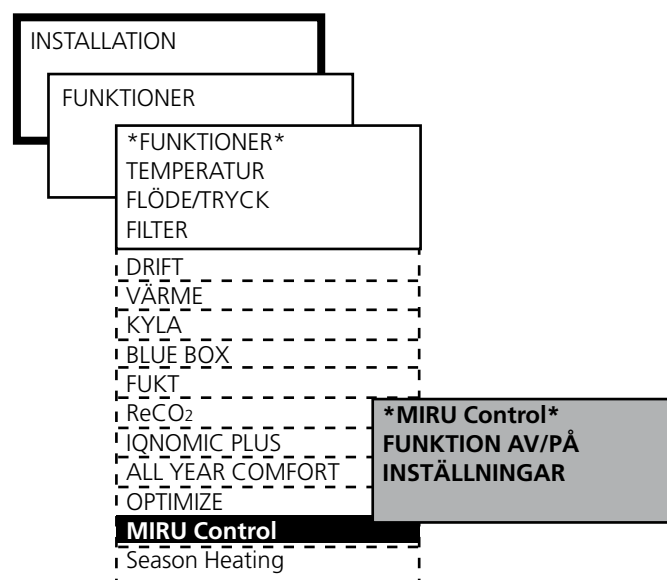 INSTALLATION
FUNKTIONER
*FUNKTIONER*
TEMPERATUR
FLÖDE/TRYCK
FILTER
DRIFT
VÄRME
KYLA
BLUE BOX
FUKT
ReCO2
IQNOMIC PLUS
ALL YEAR COMFORT
OPTIMIZE
MIRU Control
Season Heating
*MIRU Control*
FUNKTION AV/PÅ
INSTÄLLNINGAR